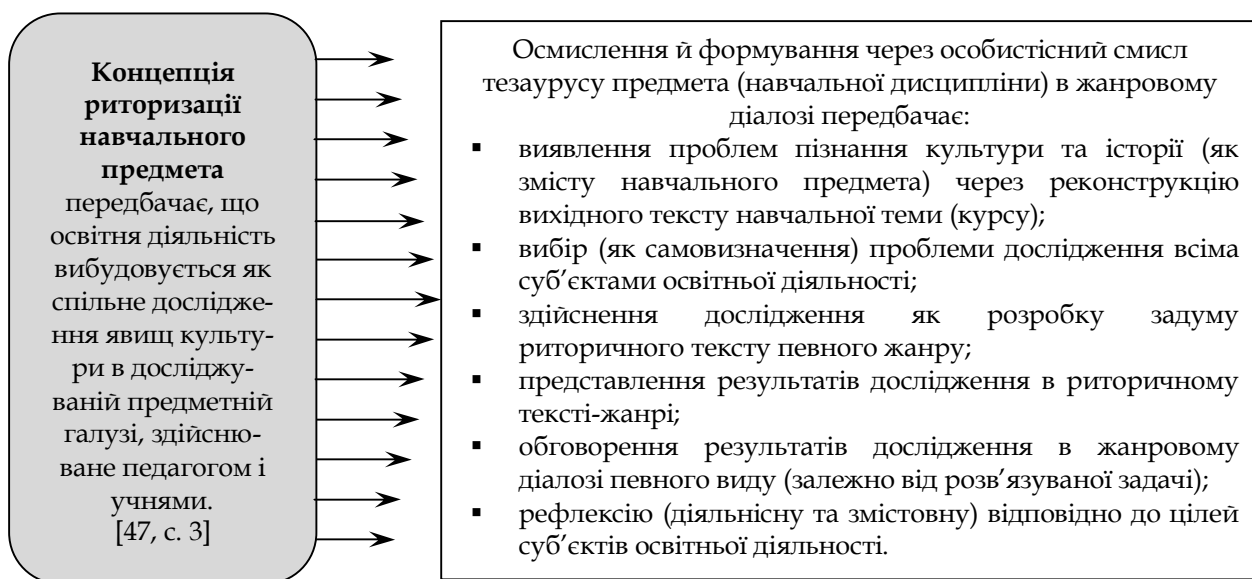 Концепція
риторизації
навчального
предмета
передбачає, що
освітня діяльність
вибудовується як
спільне дослідже-
ння явищ культу-
ри в досліджу-
ваній предметній
галузі, здійсню-
ване педагогом і
учнями.
[47, с. 3]
Осмислення й формування через особистісний смисл
тезаурусу предмета (навчальної дисципліни) в жанровому
діалозі передбачає:
▪ виявлення проблем пізнання культури та історії (як
змісту навчального предмета) через реконструкцію
вихідного тексту навчальної теми (курсу);
▪ вибір (як самовизначення) проблеми дослідження всіма
суб’єктами освітньої діяльності;
▪ здійснення дослідження як розробку задуму
риторичного тексту певного жанру;
▪ представлення результатів дослідження в риторичному
тексті-жанрі;
▪ обговорення результатів дослідження в жанровому
діалозі певного виду (залежно від розв’язуваної задачі);
▪ рефлексію (діяльнісну та змістовну) відповідно до цілей
суб’єктів освітньої діяльності.